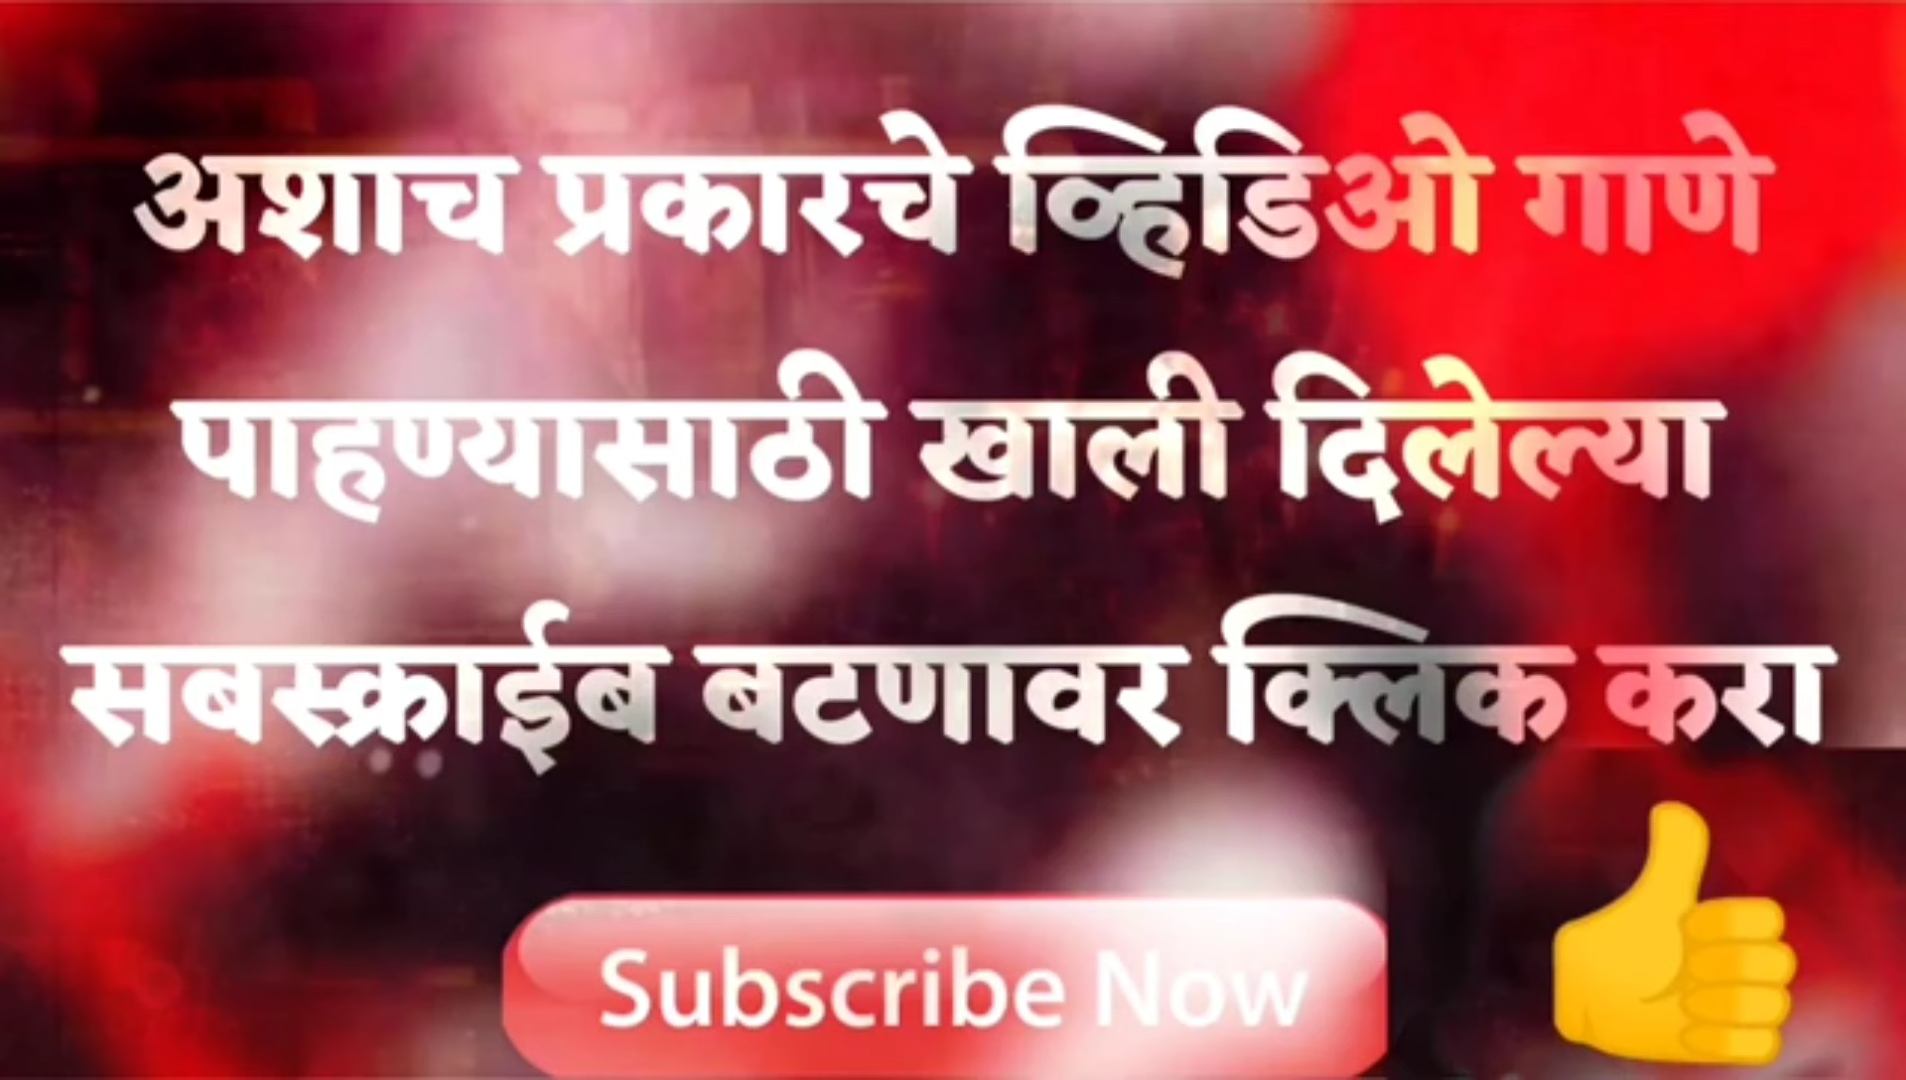 अशाच प्रकारचे व्हिडिओ गाणे
पाहण्यासाठी खाली दिलेल्या
सबस्क्राईब बटणावर क्लिक करा
Subscribe Now